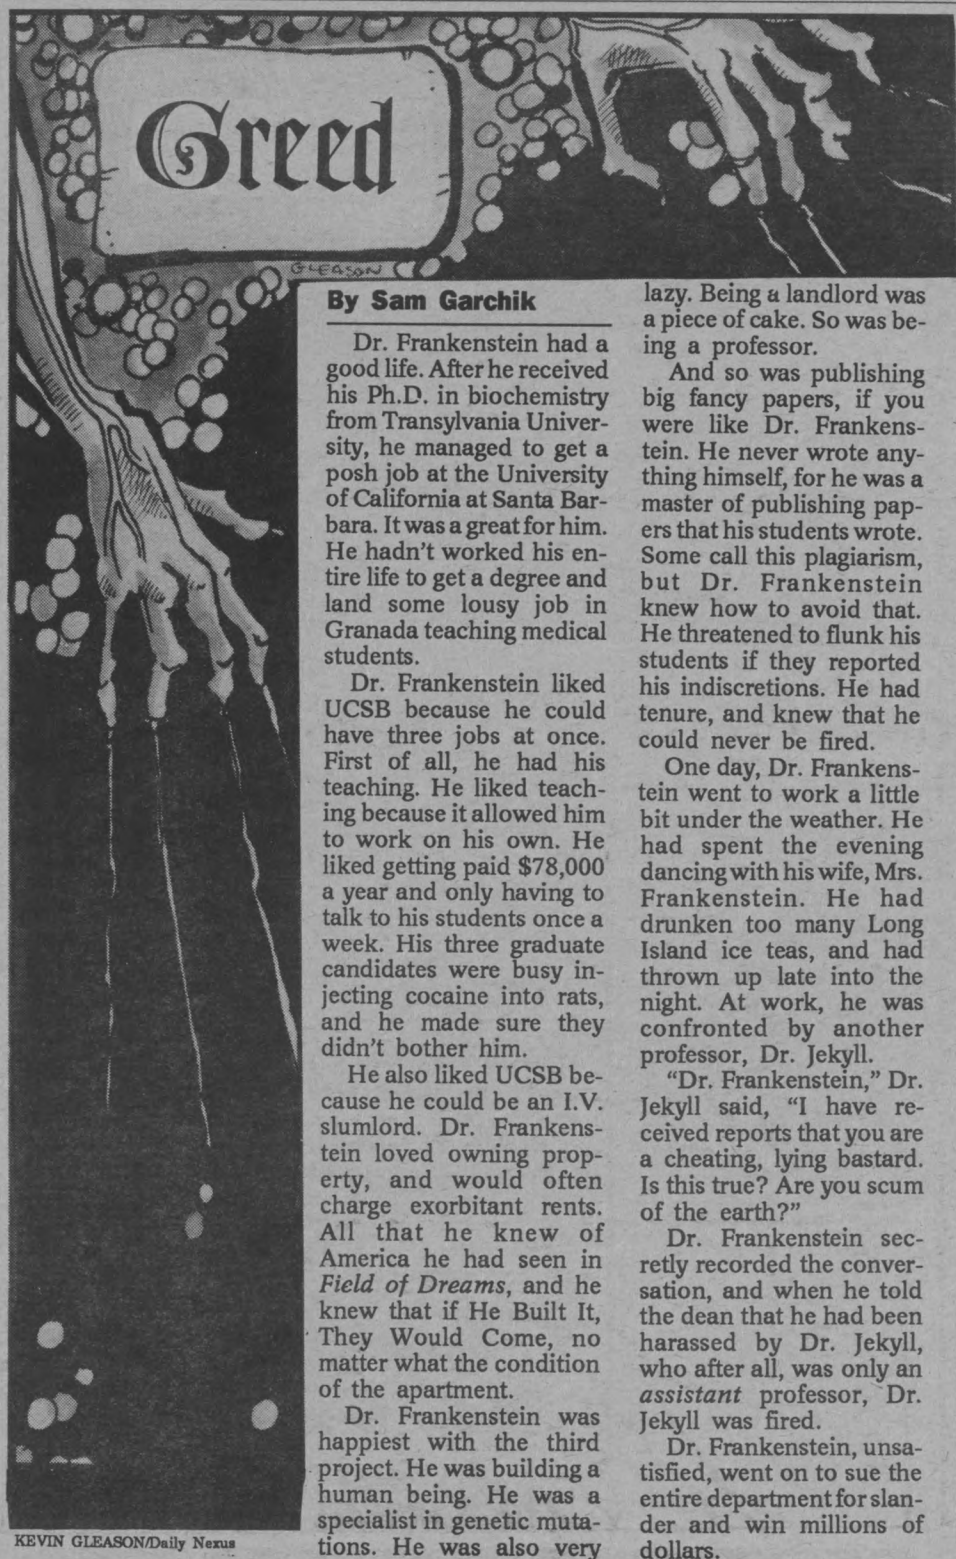 Greed
GLEASON
By Sam Garchik
Dr. Frankenstein had a
good life. After he received
his Ph.D. in biochemistry
from Transylvania Univer-
sity, he managed to get a
posh job at the University
of California at Santa Bar-
bara. It was a great for him.
He hadn't worked his en-
tire life to get a degree and
land some lousy job in
Granada teaching medical
students.
Dr. Frankenstein liked
UCSB because he could
have three jobs at once.
First of all, he had his
teaching. He liked teach-
ing because it allowed him
to work on his own. He
liked getting paid $78,000
a year and only having to
talk to his students once a
week. His three graduate
candidates were busy in-
jecting cocaine into rats,
and he made sure they
didn't bother him.
He also liked UCSB be-
cause he could be an I.V.
slumlord. Dr. Frankens-
tein loved owning prop-
erty, and would often
charge exorbitant rents.
All that he knew of
America he had seen in
Field of Dreams, and he
knew that if He Built It,
They Would Come, no
matter what the condition
of the apartment.
Dr. Frankenstein was
happiest with the third
project. He was building a
human being. He was a
specialist in genetic muta-
tions. He was also very
lazy. Being a landlord was
a piece of cake. So was be-
ing a professor.
And so was publishing
big fancy papers, if you
were like Dr. Frankens-
tein. He never wrote any-
thing himself, for he was a
master of publishing pap-
ers that his students wrote.
Some call this plagiarism,
but Dr. Frankenstein
knew how to avoid that.
He threatened to flunk his
students if they reported
his indiscretions. He had
tenure, and knew that he
could never be fired.
One day, Dr. Frankens-
tein went to work a little
bit under the weather. He
had spent the evening
dancing with his wife, Mrs.
Frankenstein. He had
drunken too many Long
Island ice teas, and had
thrown up late into the
night. At work, he was
confronted by another
professor, Dr. Jekyll.
"Dr. Frankenstein," Dr.
Jekyll said, "I have re-
ceived reports that you are
a cheating, lying bastard.
Is this true? Are you scum
of the earth?"
Dr. Frankenstein sec-
retly recorded the conver-
sation, and when he told
the dean that he had been
harassed by Dr. Jekyll,
who after all, was only an
assistant professor, Dr.
Jekyll was fired.
Dr. Frankenstein, unsa-
tisfied, went on to sue the
entire department for slan-
der and win millions of
dollars.
KEVIN GLEASON/Daily Nexus